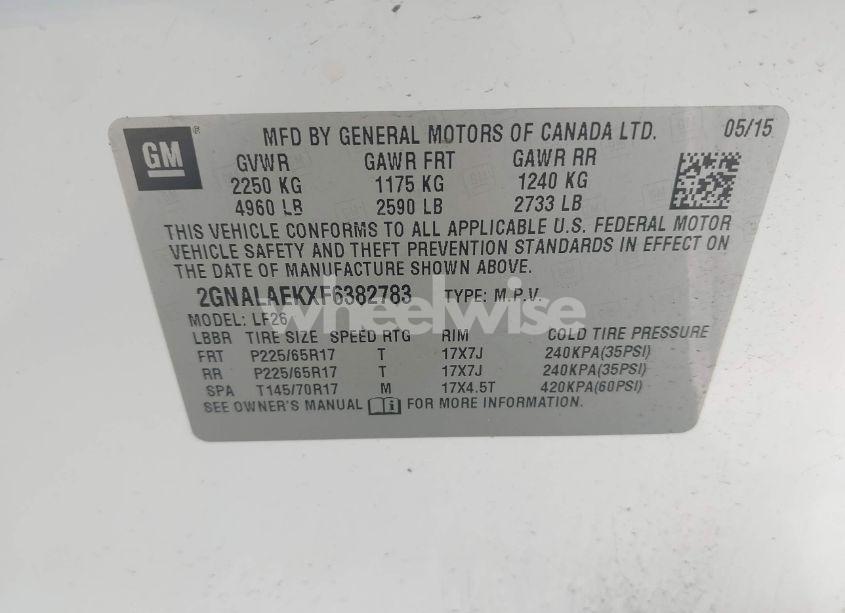 GM
®
MFD BY GENERAL MOTORS OF CANADA LTD. 05/15
GVWR GAWR FRT GAWR RR
2250 KG 1175 KG 1240 KG
4960 LB 2590 LB 2733 LB
THIS VEHICLE CONFORMS TO ALL APPLICABLE U.S. FEDERAL MOTOR
VEHICLE SAFETY AND THEFT PREVENTION STANDARDS IN EFFECT ON
THE DATE OF MANUFACTURE SHOWN ABOVE.
2GNALAEKXF6382783 TYPE: M.P.V.
wheelwise
MODEL: LF26
LBBR TIRE SIZE SPEED RTG RIM COLD TIRE PRESSURE
FRT P225/65R17 T 17X7J 240KPA(35PSI)
RR P225/65R17 T 17X7J 240KPA(35PSI)
SPA T145/70R17 M 17X4.5T 420KPA(60PSI)
SEE OWNER'S MANUAL FOR MORE INFORMATION.